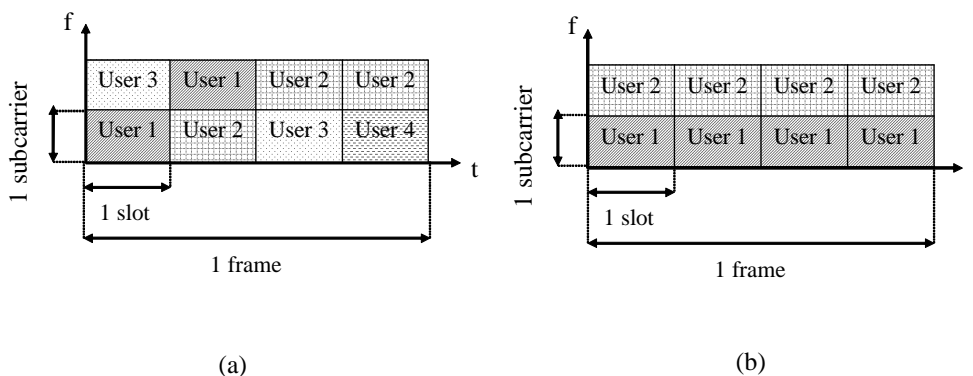 f
User 3 User 1 User 2 User 2
User 1 User 2 User 3 User 4
t
1 subcarrier
1 slot
1 frame
(a)
f
User 2 User 2 User 2 User 2
User 1 User 1 User 1 User 1
1 subcarrier
1 slot
1 frame
(b)